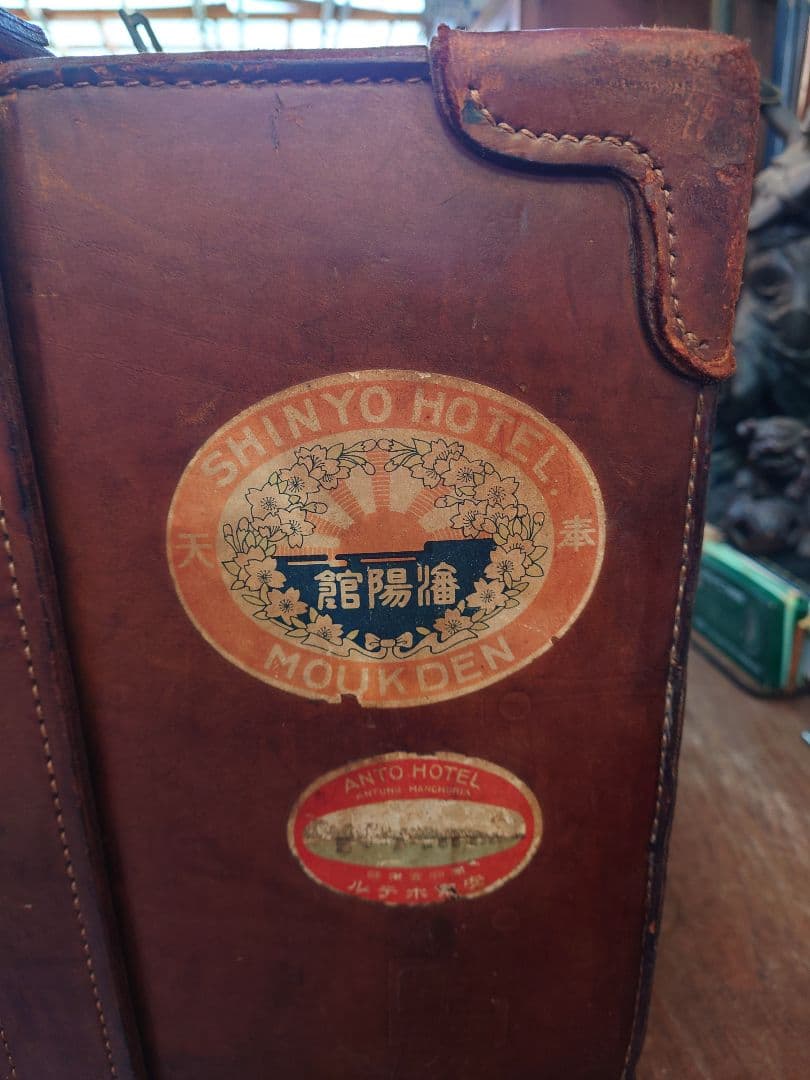 SHINYO HOTEL.
奉天
瀋陽館
MOUKDEN
ANTO HOTEL
ANTUNG MANCHURIA
安東ホテル